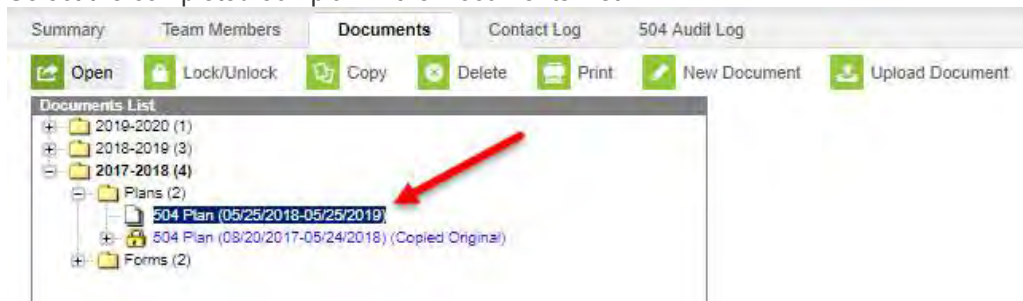 Summary Team Members Documents Contact Log 504 Audit Log
Open Lock/Unlock Copy Delete Print New Document Upload Document
Documents List
2019-2020 (1)
2018-2019 (3)
2017-2018 (4)
Plans (2)
504 Plan (05/25/2018-05/25/2019)
504 Plan (08/20/2017-05/24/2018) (Copied Original)
Forms (2)